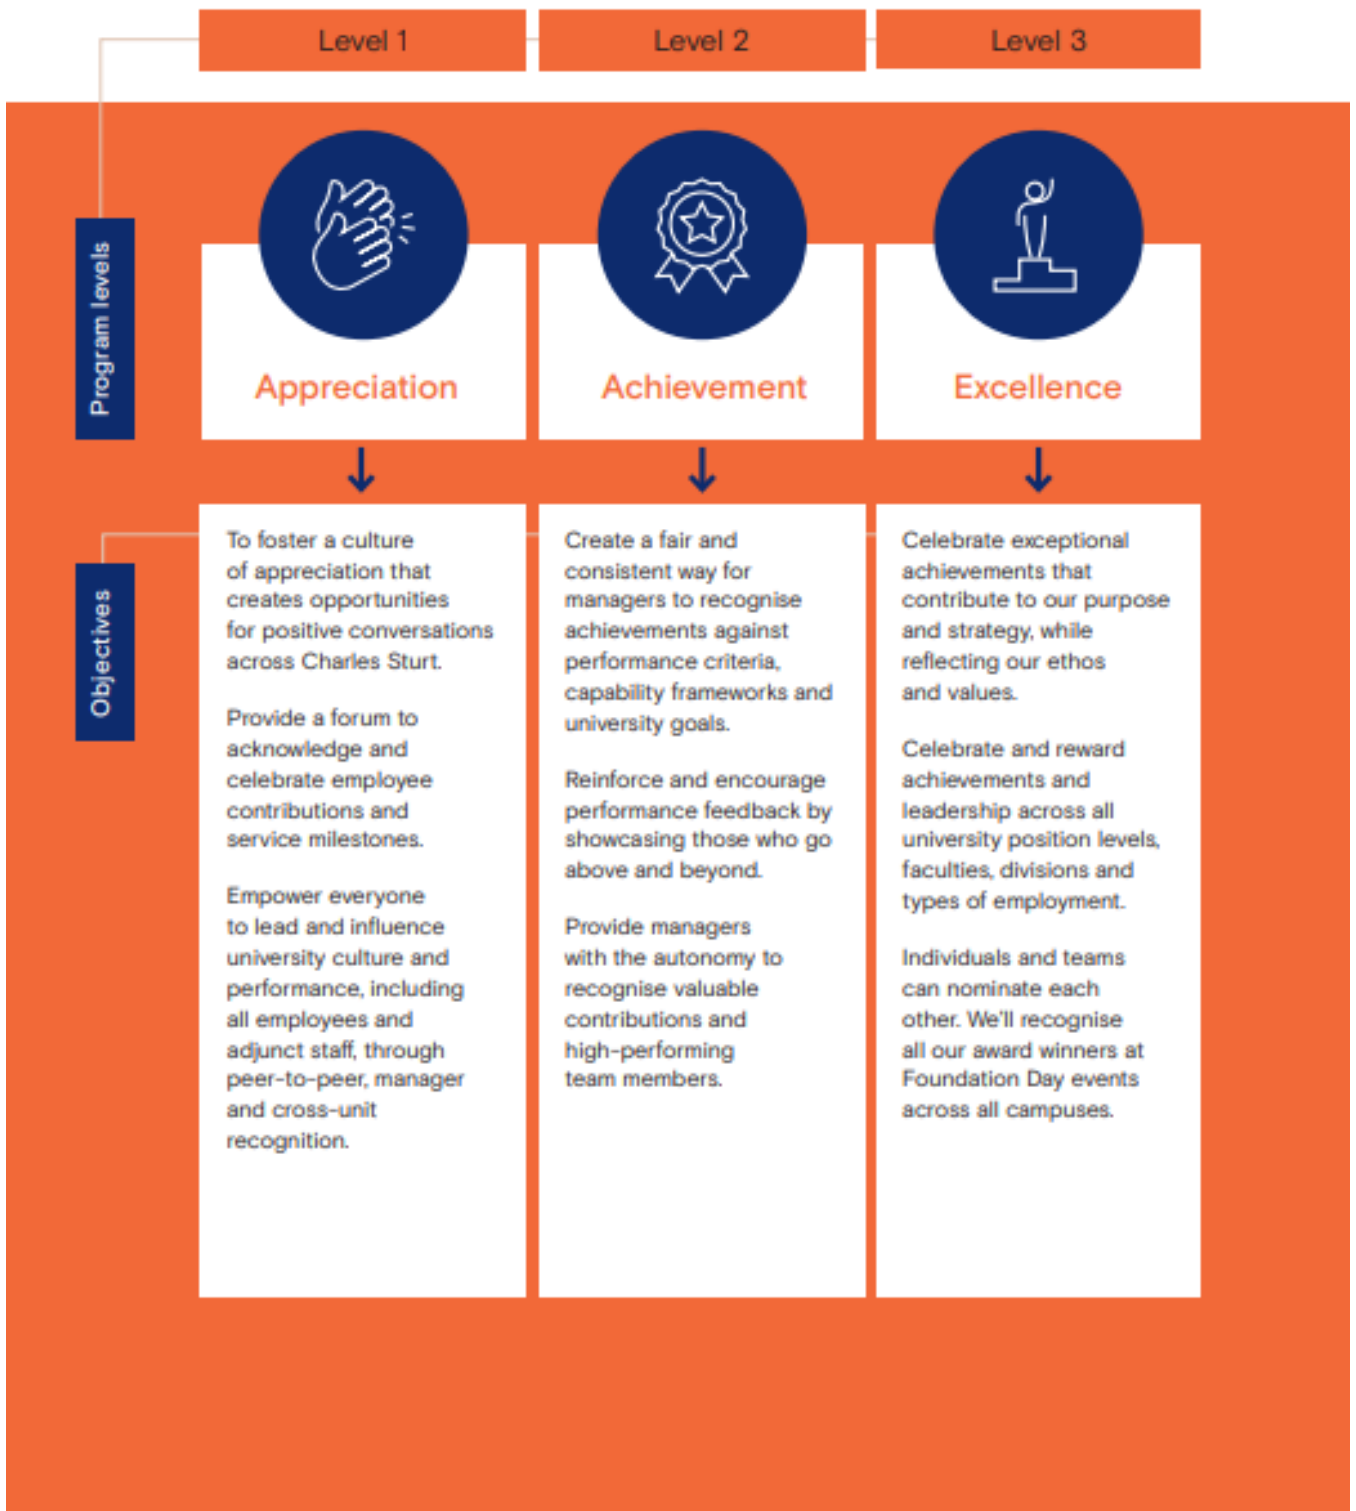 Level 1
Level 2
Level 3
Program levels
Appreciation
Achievement
Excellence
Objectives
To foster a culture
of appreciation that
creates opportunities
for positive conversations
across Charles Sturt.
Provide a forum to
acknowledge and
celebrate employee
contributions and
service milestones.
Empower everyone
to lead and influence
university culture and
performance, including
all employees and
adjunct staff, through
peer-to-peer, manager
and cross-unit
recognition.
Create a fair and
consistent way for
managers to recognise
achievements against
performance criteria,
capability frameworks and
university goals.
Reinforce and encourage
performance feedback by
showcasing those who go
above and beyond.
Provide managers
with the autonomy to
recognise valuable
contributions and
high-performing
team members.
Celebrate exceptional
achievements that
contribute to our purpose
and strategy, while
reflecting our ethos
and values.
Celebrate and reward
achievements and
leadership across all
university position levels,
faculties, divisions and
types of employment.
Individuals and teams
can nominate each
other. We'll recognise
all our award winners at
Foundation Day events
across all campuses.